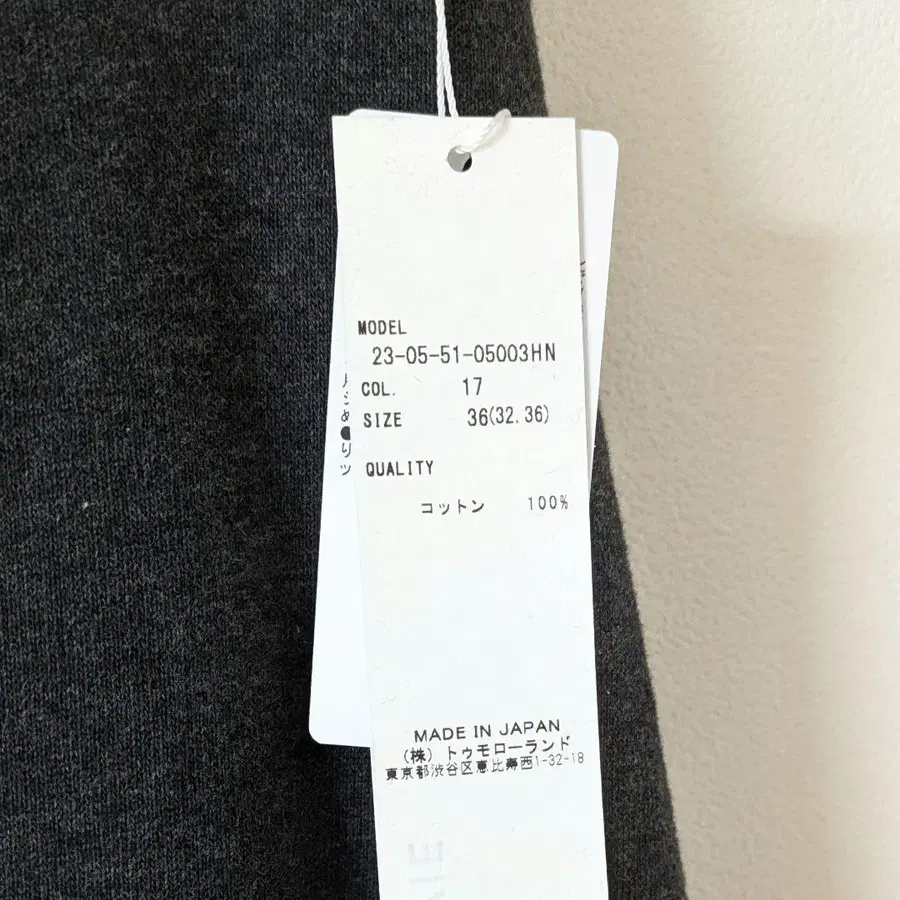 MODEL
23-05-51-05003HN
COL. 17
SIZE 36(32.36)
QUALITY
コットン 100%
MADE IN JAPAN
(株) トゥモローランド
東京都渋谷区恵比寿西1-32-18